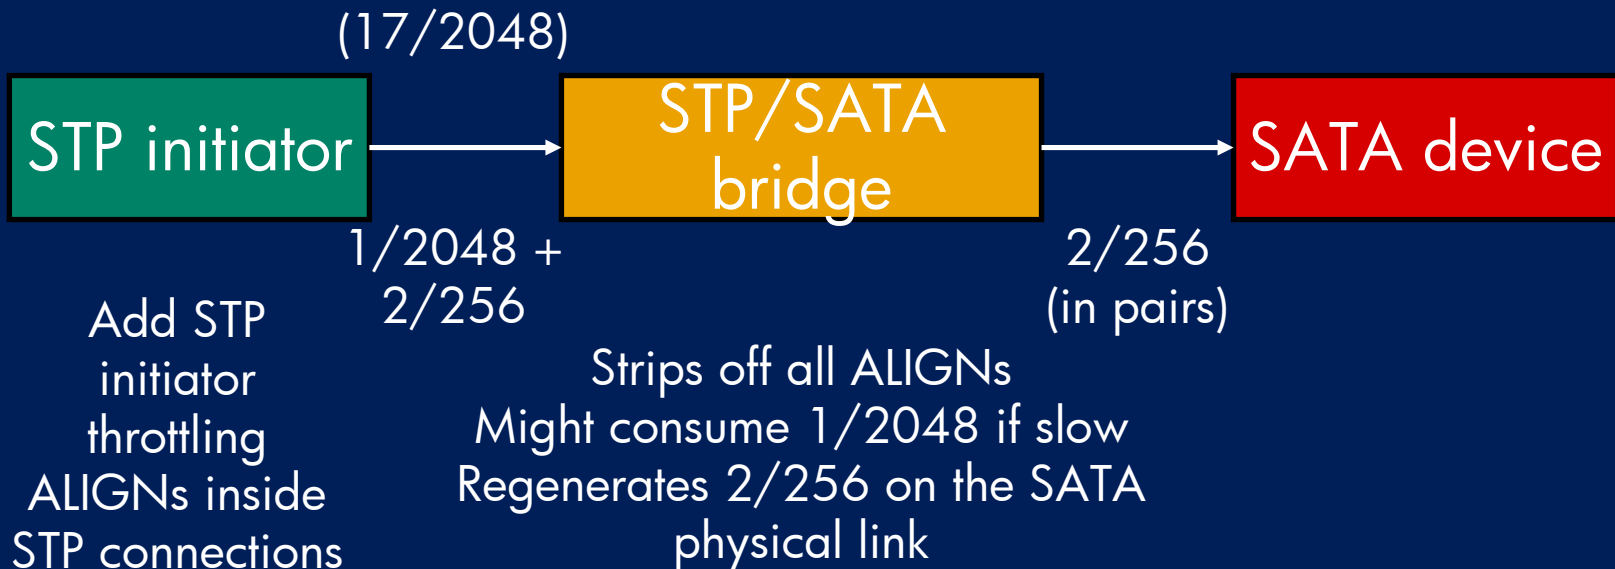 (17/2048)
STP initiator
STP/SATA
bridge
SATA device
1/2048 +
2/256
2/256
(in pairs)
Add STP
initiator
throttling
ALIGNs inside
STP connections
Strips off all ALIGNs
Might consume 1/2048 if slow
Regenerates 2/256 on the SATA
physical link